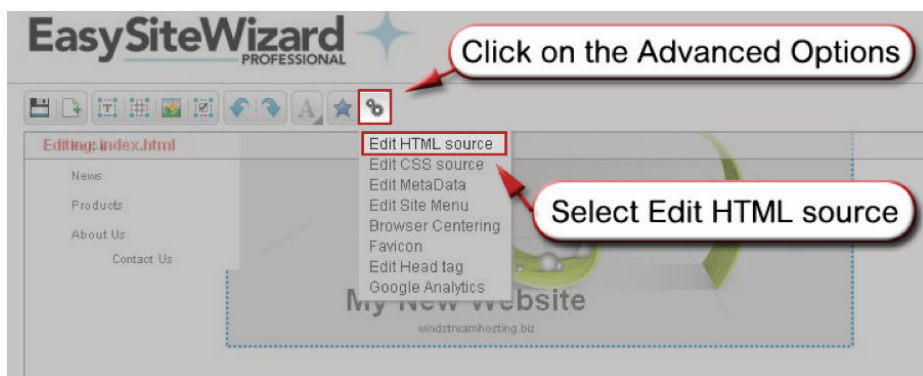 EasySiteWizard
PROFESSIONAL
Click on the Advanced Options
T
A
Editing: index.html
Edit HTML source
Edit CSS source
Edit MetaData
Edit Site Menu
Browser Centering
Favicon
Edit Head tag
Google Analytics
Select Edit HTML source
News
Products
About Us
Contact Us
My New Website
windstreamhosting.biz